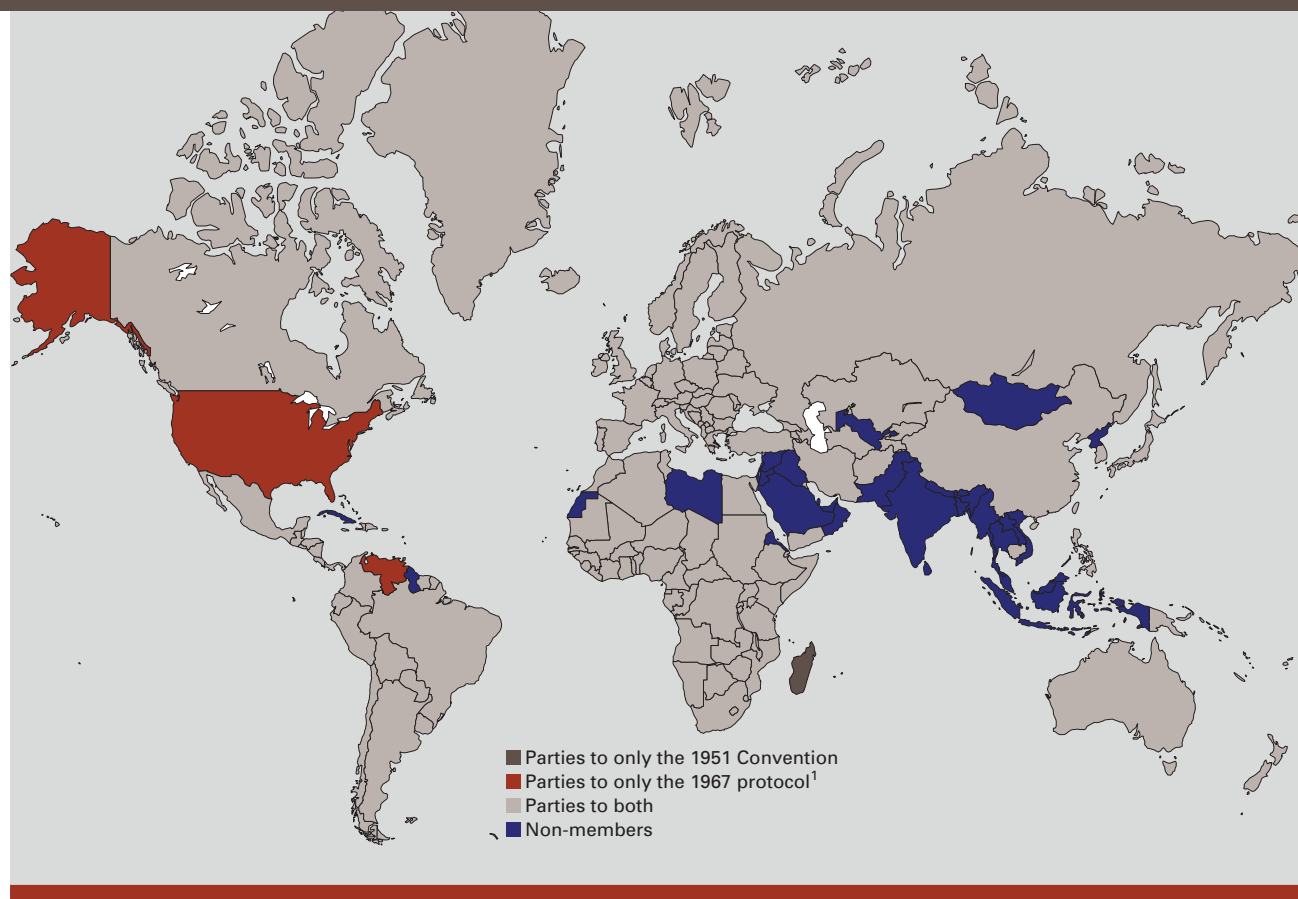 Parties to only the 1951 Convention
Parties to only the 1967 protocol¹
Parties to both
Non-members